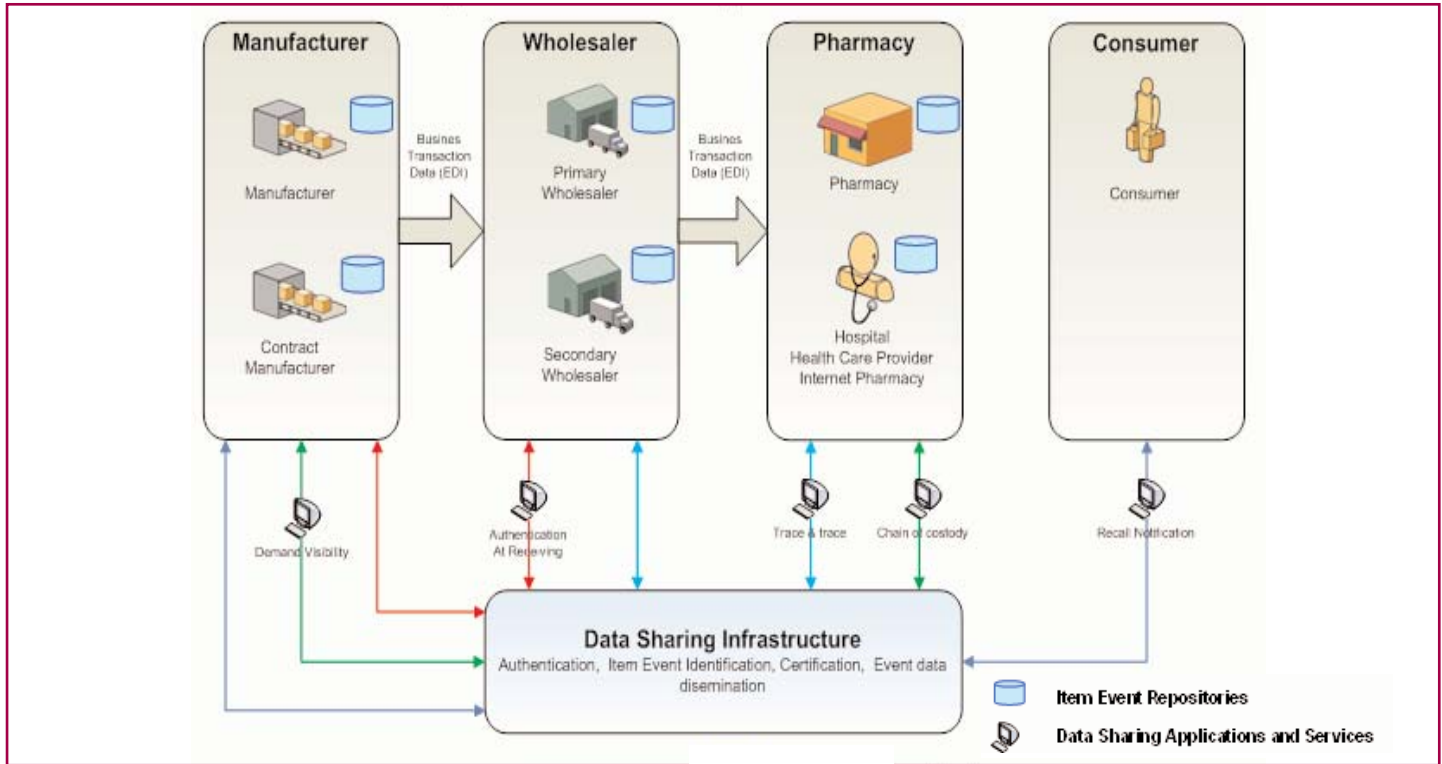 Manufacturer
Manufacturer
Contract
Manufacturer
Busines
Transaction
Data (EDI)
Wholesaler
Primary
Wholesaler
Secondary
Wholesaler
Busines
Transaction
Data (EDI)
Pharmacy
Pharmacy
Hospital
Health Care Provider
Internet Pharmacy
Consumer
Consumer
Demand Visibility
Authentication
At Receiving
Trace & trace
Chain of custody
Recall Notification
Data Sharing Infrastructure
Authentication, Item Event Identification, Certification, Event data
disemination
Item Event Repositories
Data Sharing Applications and Services